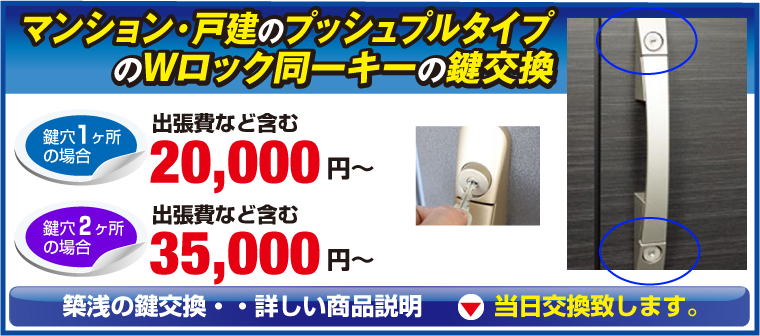 マンション・戸建のプッシュプルタイプ
のWロック同一キーの鍵交換
鍵穴1ヶ所
の場合
出張費など含む
20,000円～
鍵穴2ヶ所
の場合
出張費など含む
35,000円～
築浅の鍵交換・・詳しい商品説明 当日交換致します。